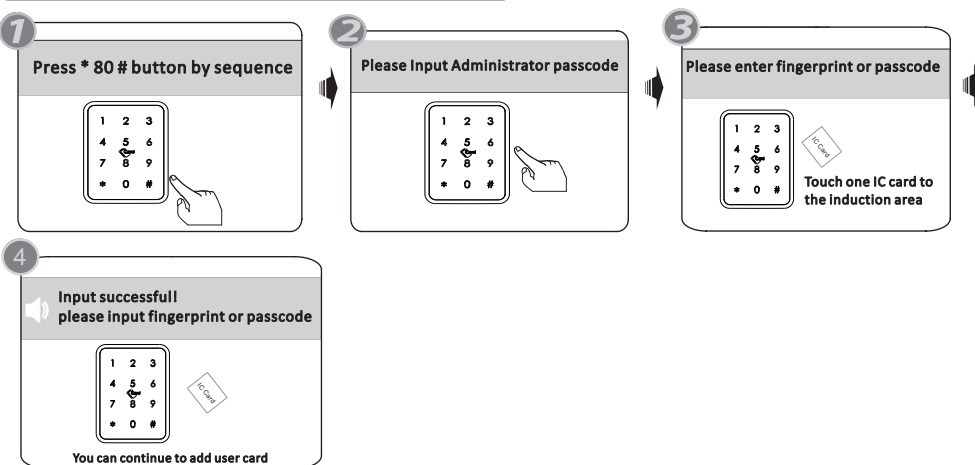 1
Press * 80 # button by sequence
1 2 3
4 5 6
7 8 9
* 0 #
2
Please Input Administrator passcode
1 2 3
4 5 6
7 8 9
* 0 #
3
Please enter fingerprint or passcode
1 2 3
4 5 6
7 8 9
* 0 #
IC Card
Touch one IC card to
the induction area
4
Input successful!
please input fingerprint or passcode
1 2 3
4 5 6
7 8 9
* 0 #
IC Card
You can continue to add user card